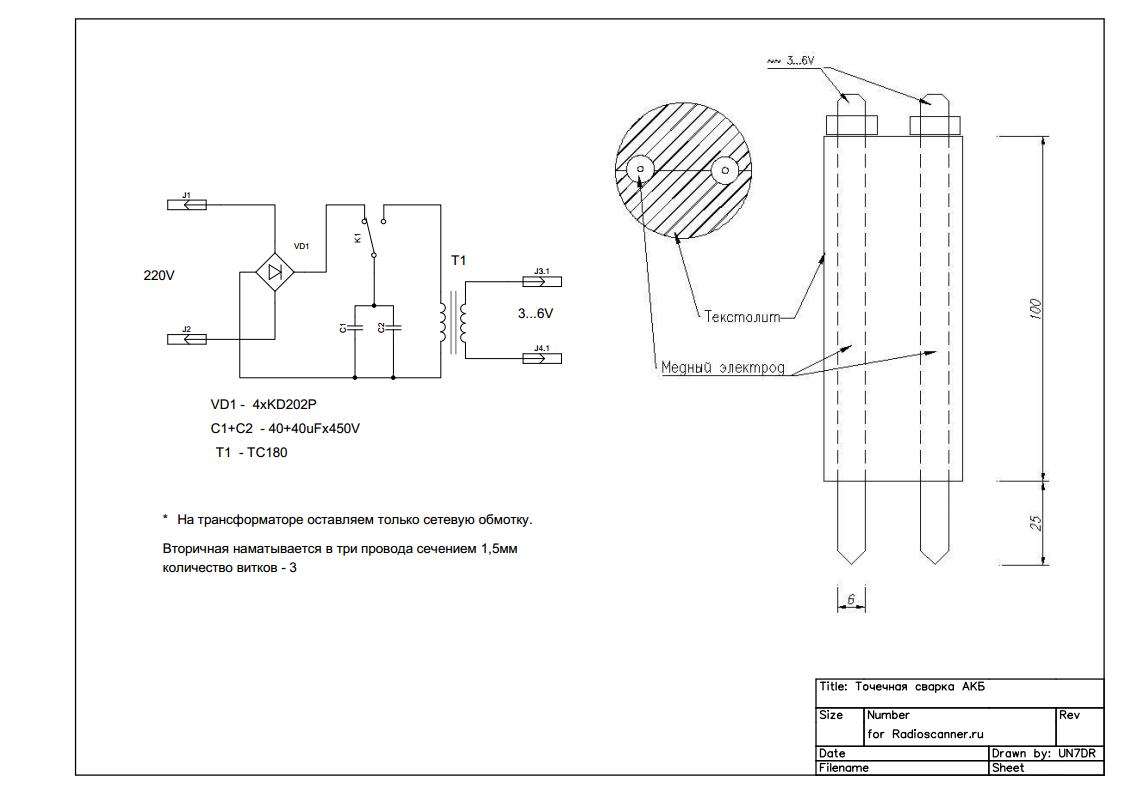 ~~ 3...6V
J1
VD1
K1
T1
J3.1
220V
3...6V
J2
C1
C2
J4.1
VD1 - 4xKD202P
C1+C2 - 40+40uFx450V
T1 - TC180
Текстолит
Медный электрод
100
25
6
* На трансформаторе оставляем только сетевую обмотку.
Вторичная наматывается в три провода сечением 1,5мм
количество витков - 3
Title: Точечная сварка АКБ
Size
Number
Rev
for Radioscanner.ru
Date
Drawn by: UN7DR
Filename
Sheet